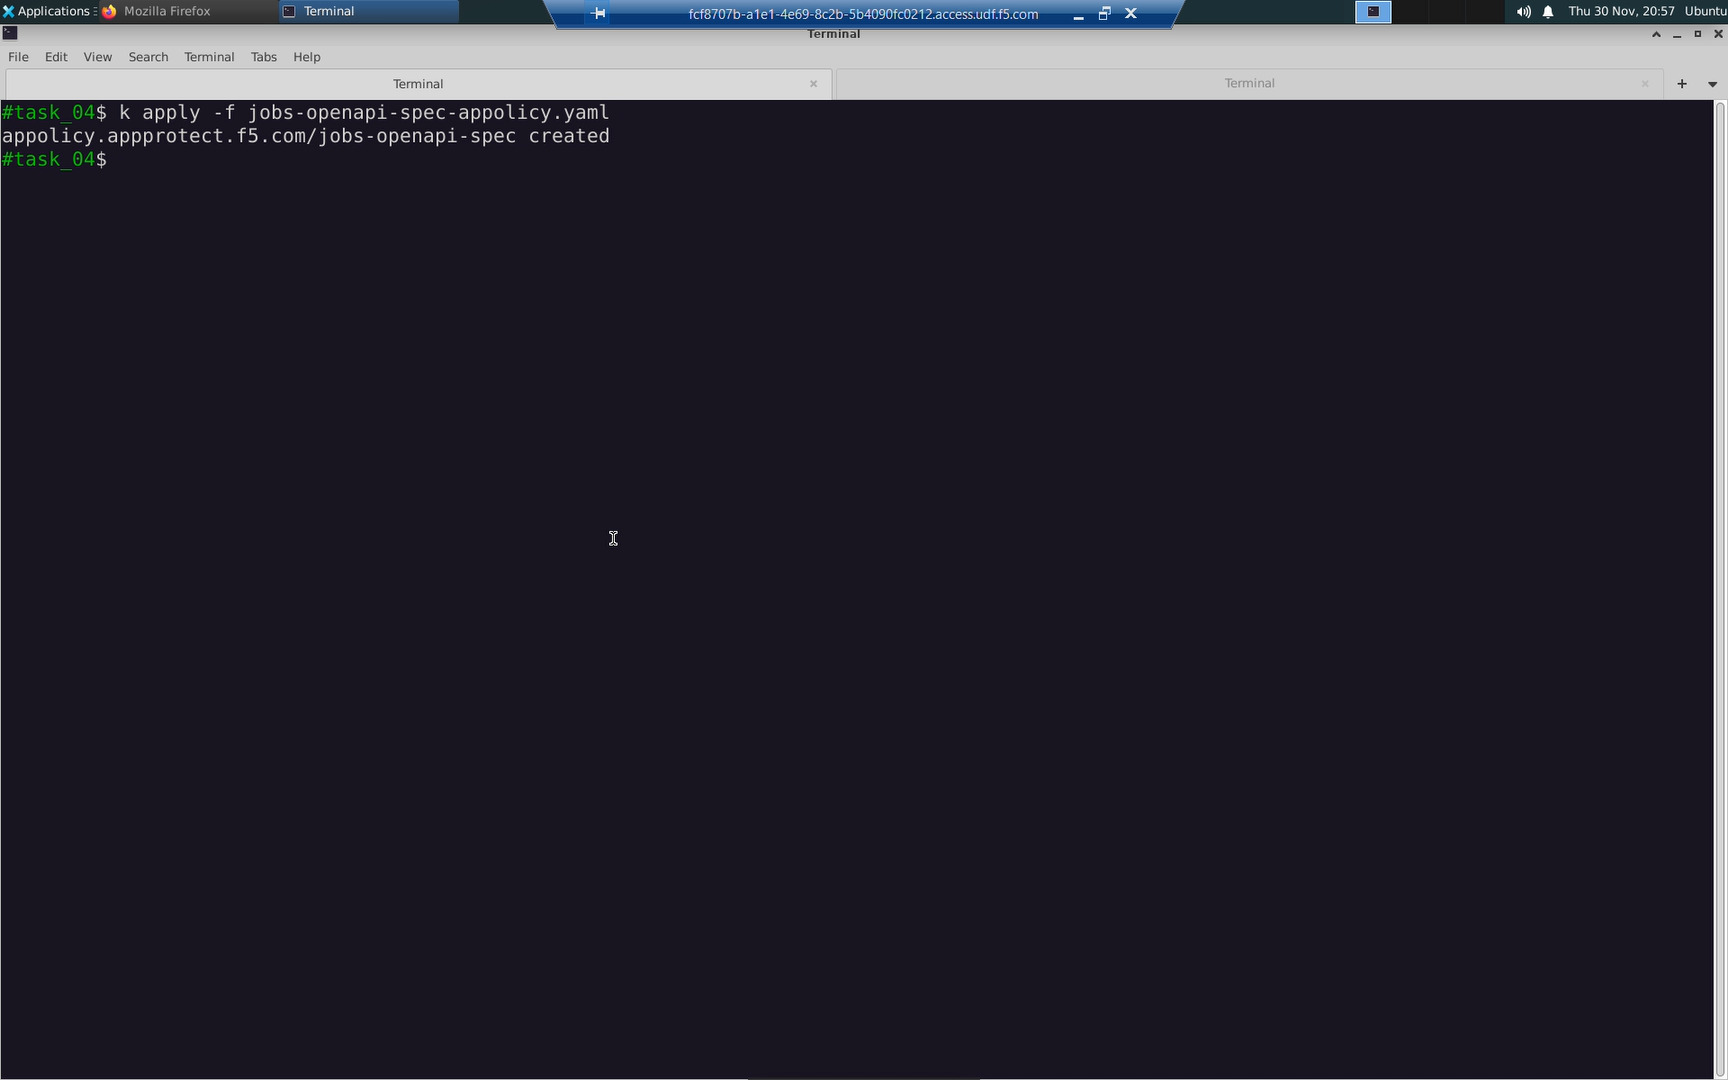 Applications
Mozilla Firefox
Terminal
fcf8707b-a1e1-4e69-8c2b-5b4090fc0212.access.udf.f5.com
Thu 30 Nov, 20:57
Ubuntu
Terminal
File Edit View Search Terminal Tabs Help
Terminal
Terminal
#task_04$ k apply -f jobs-openapi-spec-appolicy.yaml
appolicy.appprotect.f5.com/jobs-openapi-spec created
#task_04$